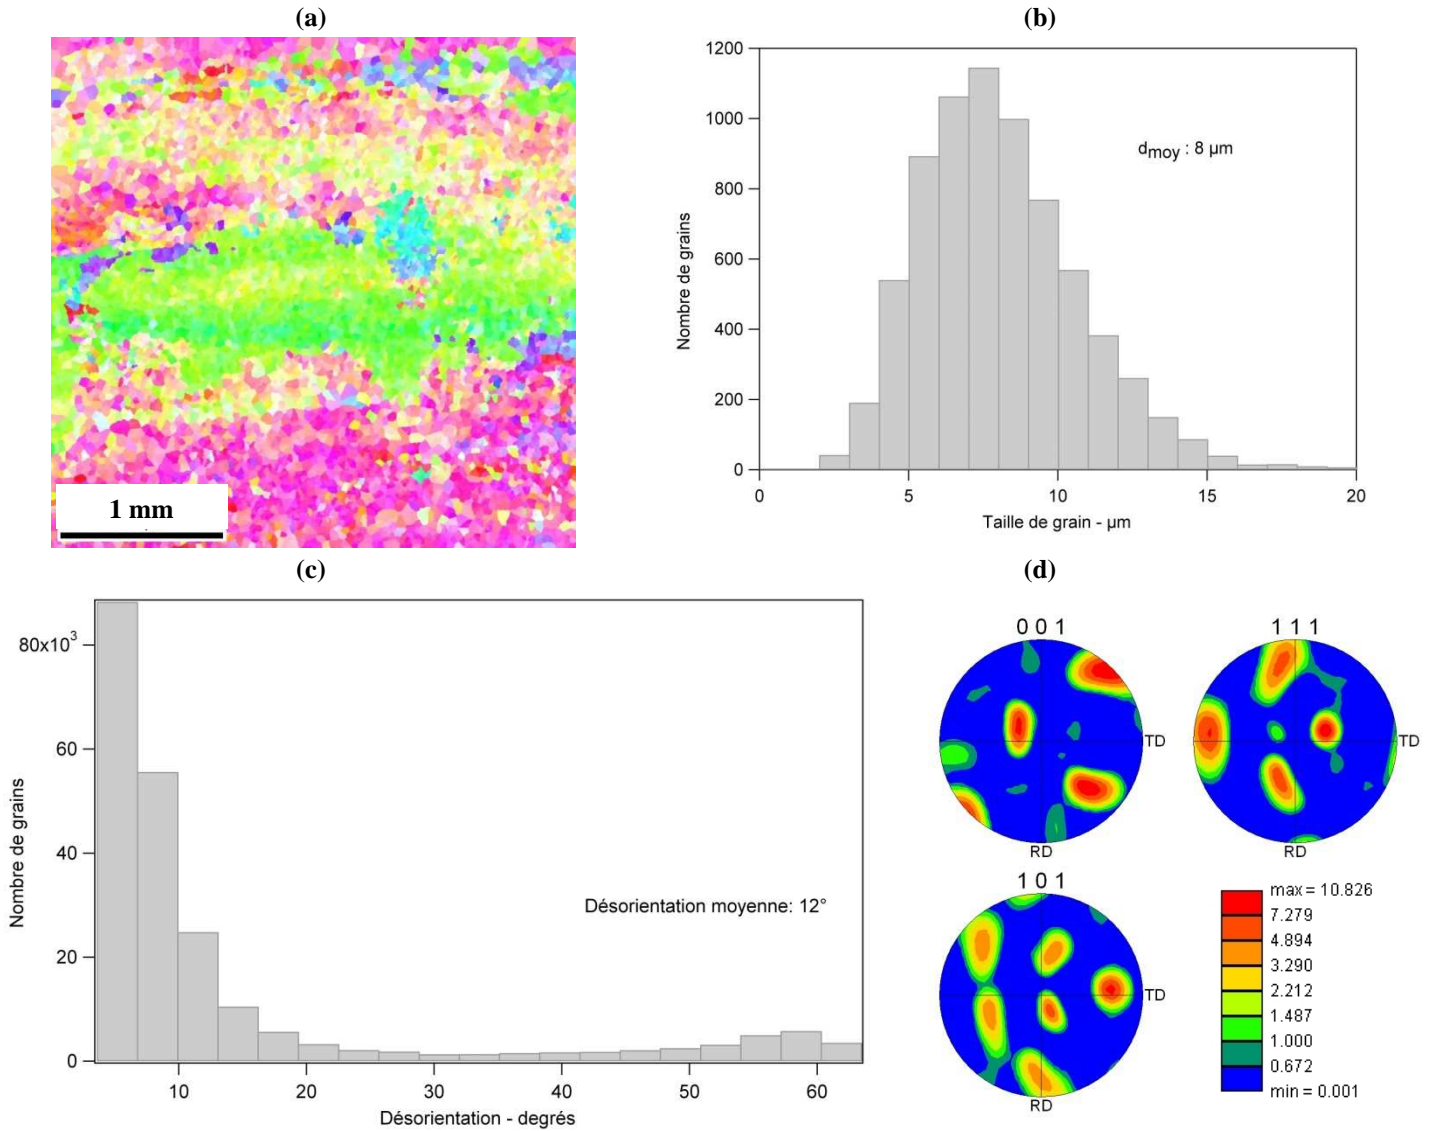 (a)
1 mm
(b)
1200
1000
800
600
400
200
0
Nombre de grains
dmoy : 8 µm
0 5 10 15 20
Taille de grain - µm
(c)
80x10³
60
40
20
0
Nombre de grains
Désorientation moyenne: 12°
10 20 30 40 50 60
Désorientation - degrés
(d)
0 0 1
TD
RD
1 1 1
TD
RD
1 0 1
TD
RD
max = 10.826
7.279
4.894
3.290
2.212
1.487
1.000
0.672
min = 0.001